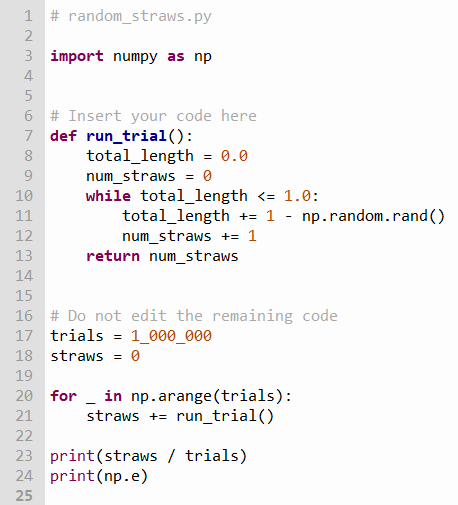 1 # random_straws.py
2
3 import numpy as np
4
5
6 # Insert your code here
7 def run_trial():
8     total_length = 0.0
9     num_straws = 0
10     while total_length <= 1.0:
11         total_length += 1 - np.random.rand()
12         num_straws += 1
13     return num_straws
14
15
16 # Do not edit the remaining code
17 trials = 1_000_000
18 straws = 0
19
20 for _ in np.arange(trials):
21     straws += run_trial()
22
23 print(straws / trials)
24 print(np.e)
25